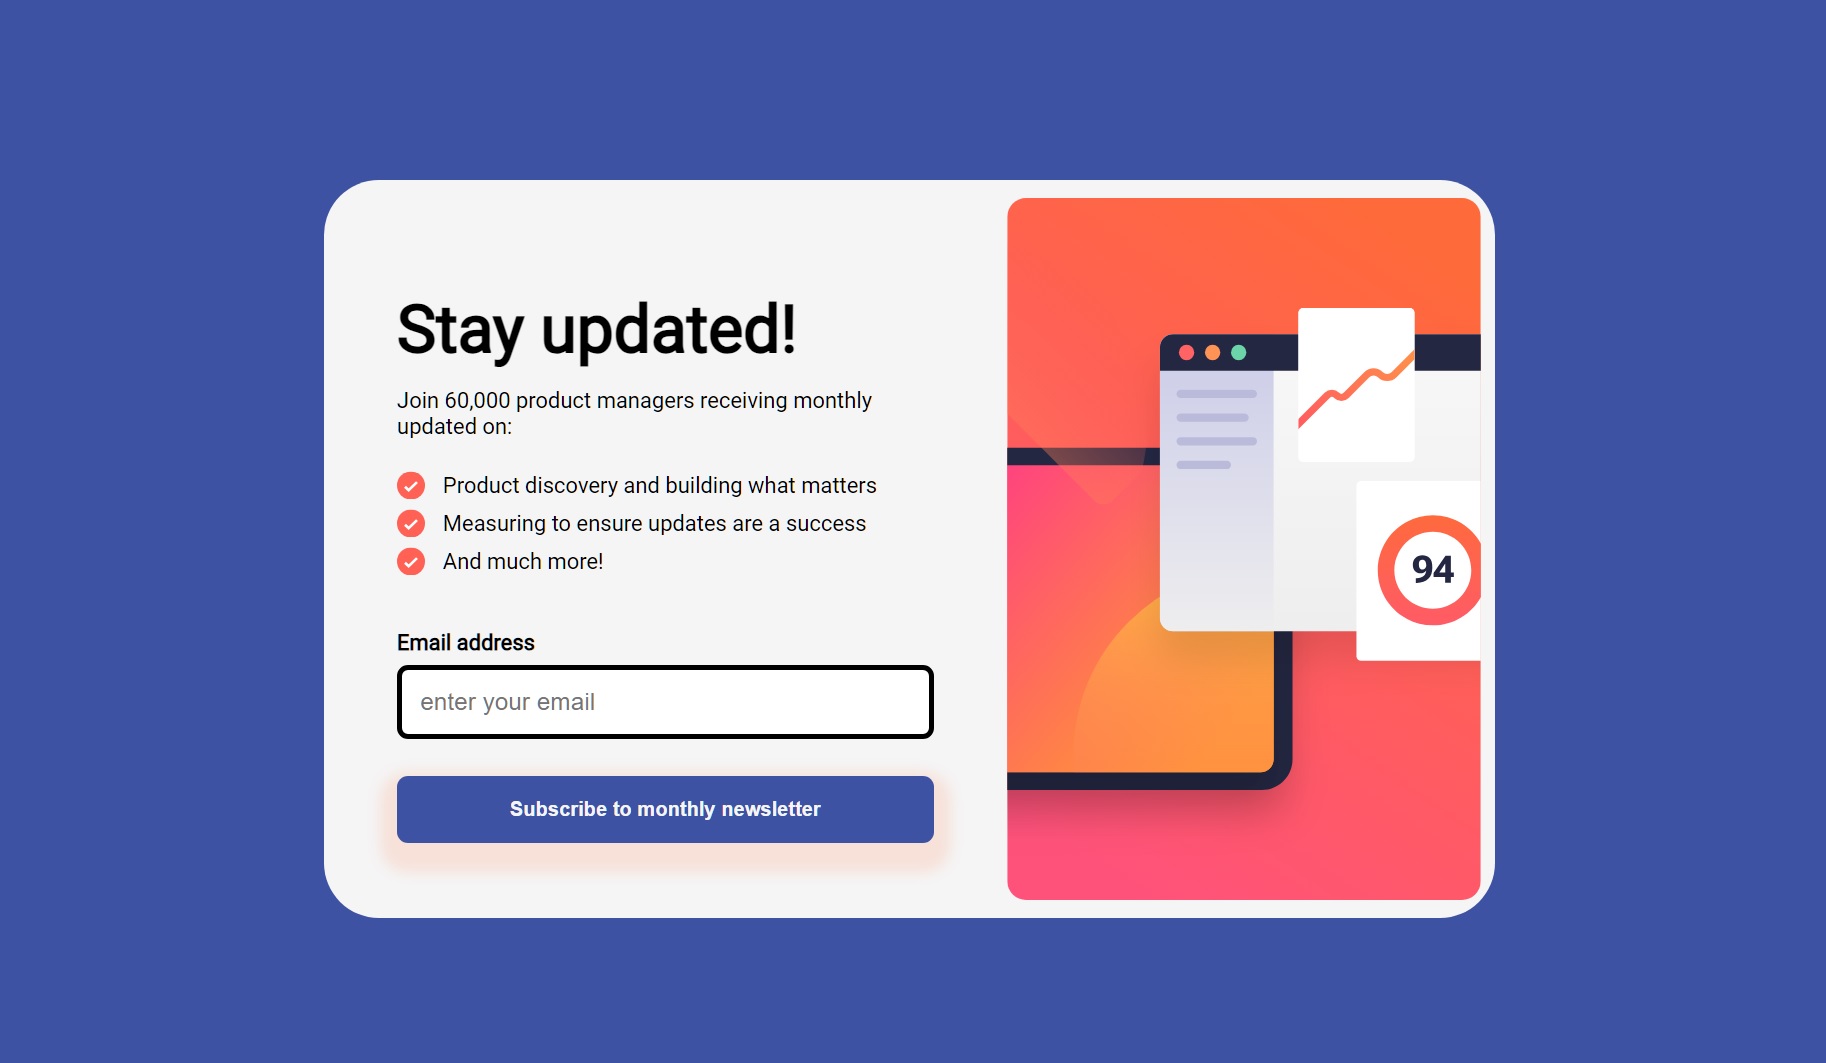 Stay updated!
Join 60,000 product managers receiving monthly
updated on:
Product discovery and building what matters
Measuring to ensure updates are a success
And much more!
Email address
enter your email
Subscribe to monthly newsletter
94